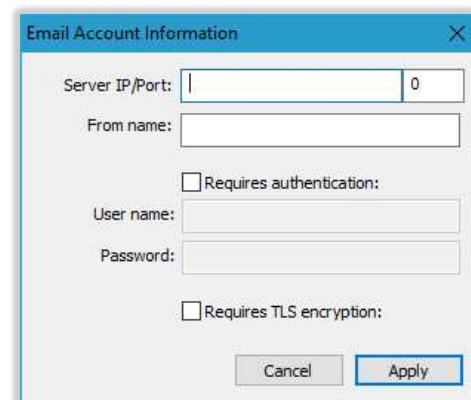 Email Account Information
Server IP/Port: 0
From name:
Requires authentication:
User name:
Password:
Requires TLS encryption:
Cancel Apply